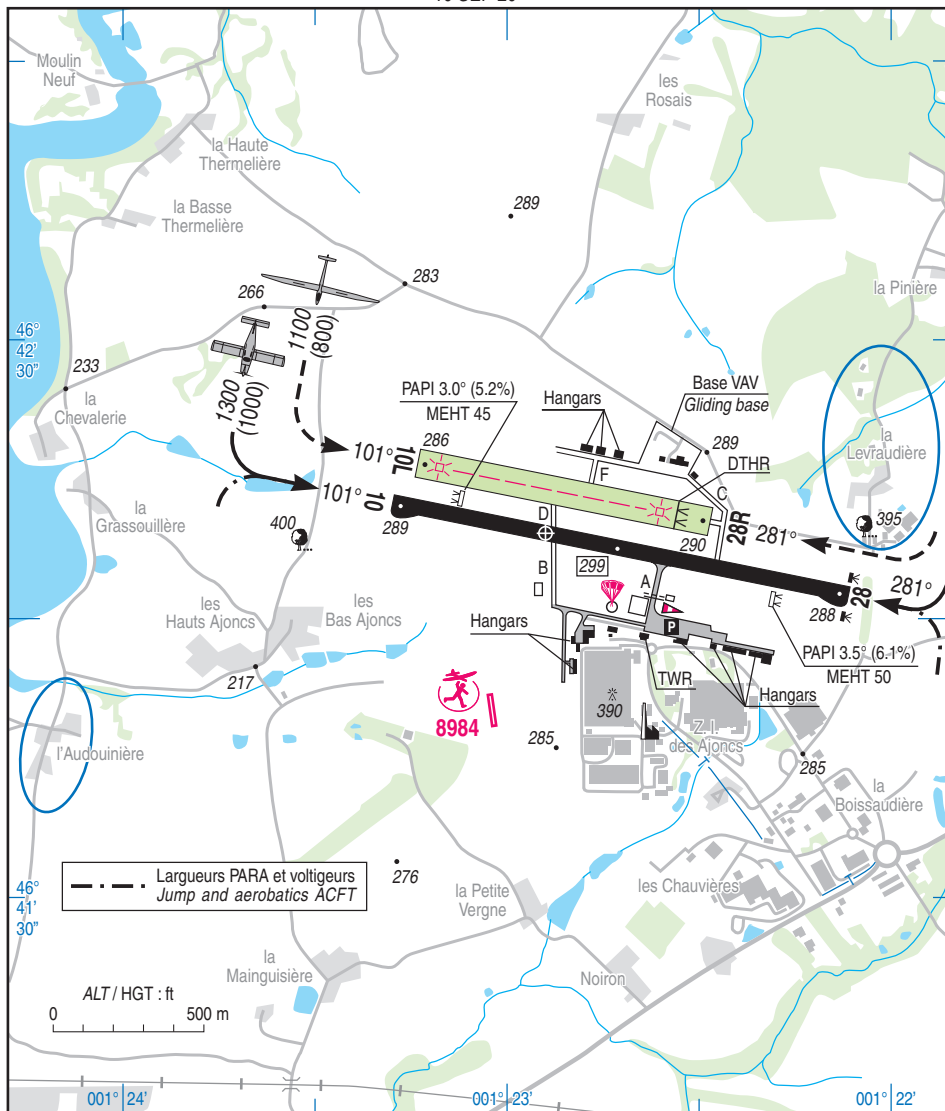 Moulin
Neuf
les
Rosais
la Haute
Thermelière
la Basse
Thermelière
289
283
266
la Pinière
46°
42'
30"
1100
(800)
1300
(1000)
233
la
Chevalerie
PAPI 3.0° (5.2%)
MEHT 45
Hangars
Base VAV
Gliding base
289
DTHR
la
Levraudière
101°
10L
286
F
C
28R
281°
395
101°
10
289
D
290
400
la
Grassouillère
299
B
A
288
28
281°
les
Hauts Ajoncs
les
Bas Ajoncs
Hangars
P
PAPI 3.5° (6.1%)
MEHT 50
TWR
Hangars
217
8984
390
Z. I.
des Ajoncs
285
285
l'Audouinière
la
Boissaudière
Largueurs PARA et voltigeurs
Jump and aerobatics ACFT
276
46°
41'
30"
la Petite
Vergne
les Chauvières
la
Mainguisière
Noiron
ALT / HGT : ft
0 500 m
001° 24' 001° 23' 001° 22'